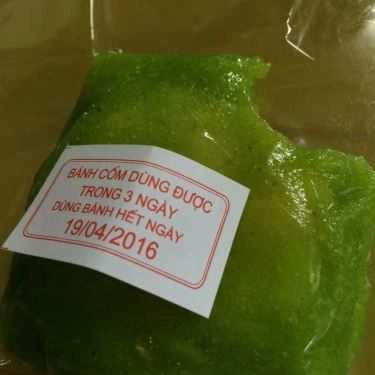 BÁNH CỐM DÙNG ĐƯỢC
TRONG 3 NGÀY
DÙNG BÁNH HẾT NGÀY
19/04/2016